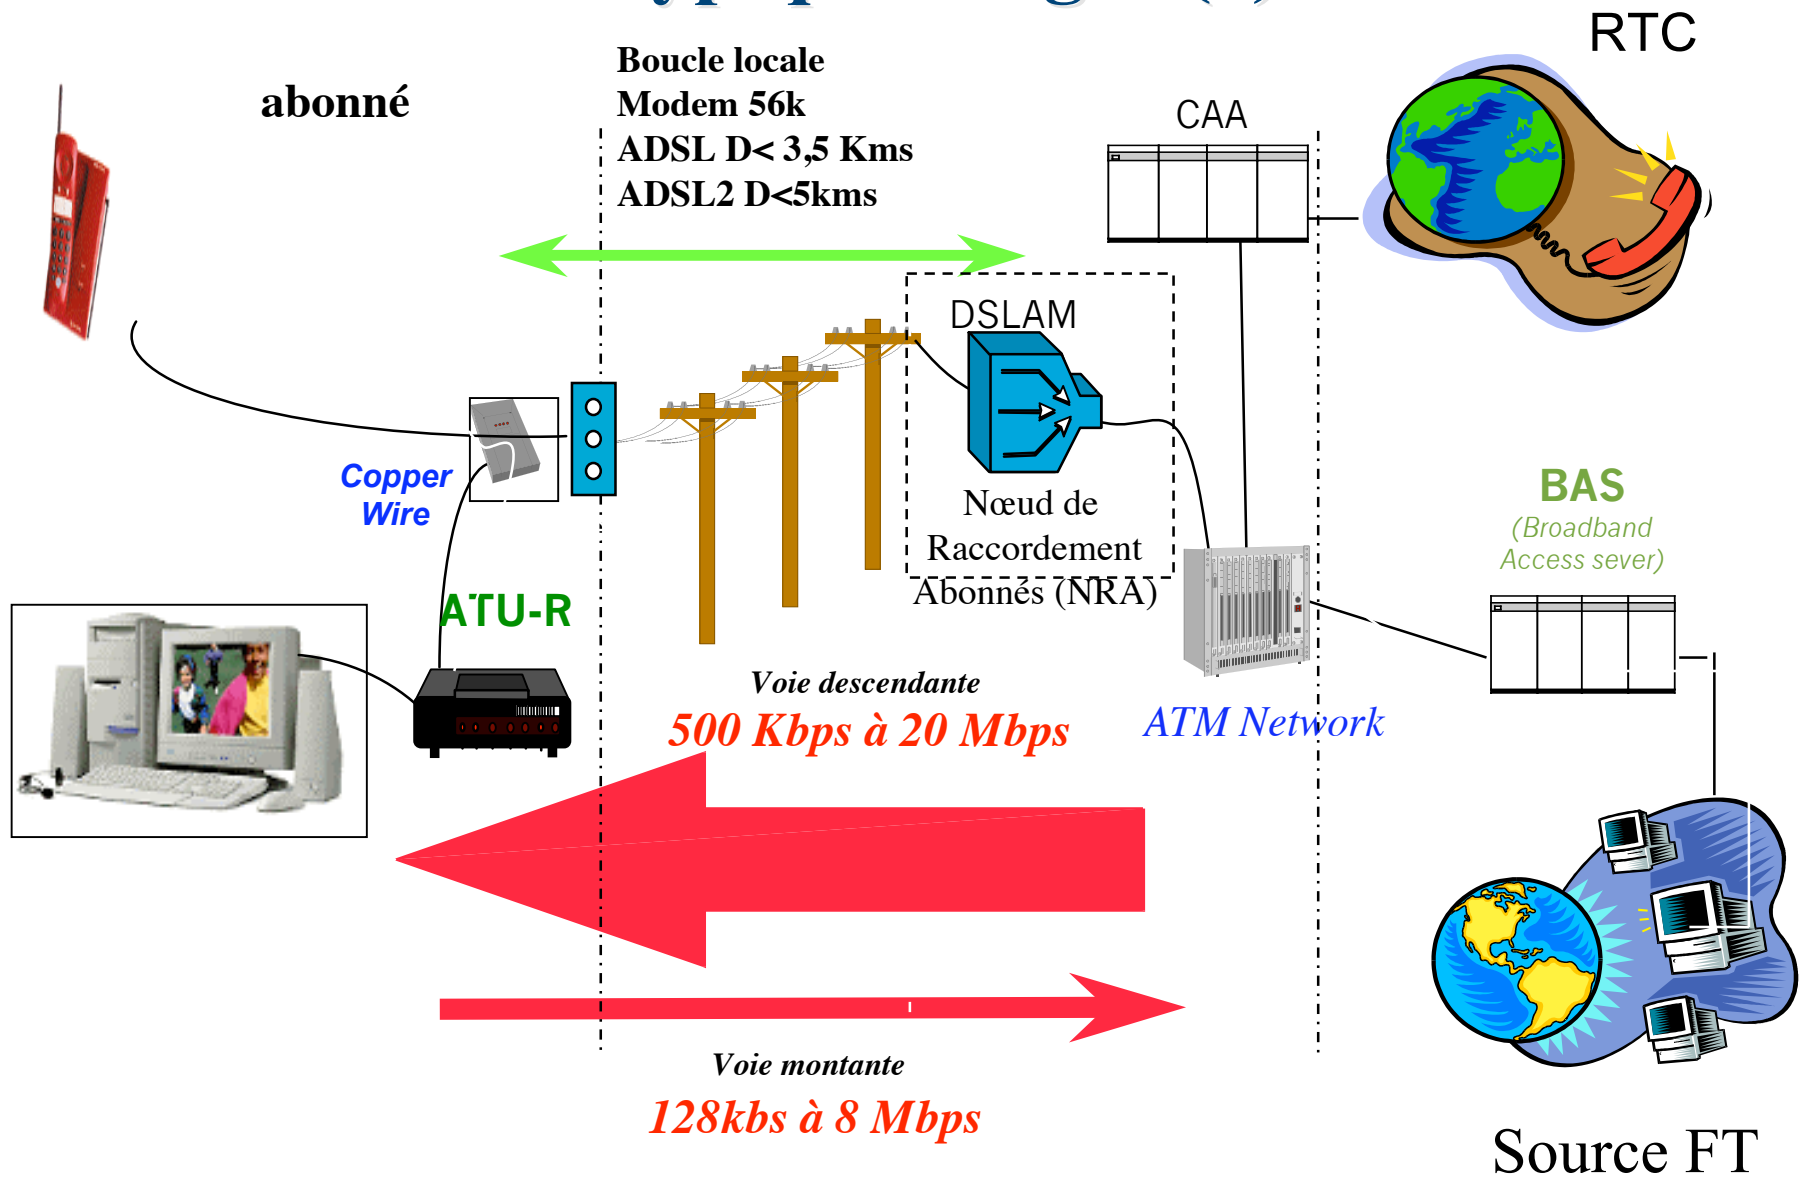 RTC
abonné
Boucle locale
Modem 56k
ADSL D< 3,5 Kms
ADSL2 D<5kms
CAA
DSLAM
Nœud de
Raccordement
Abonnés (NRA)
Copper
Wire
ATU-R
BAS
(Broadband
Access sever)
Voie descendante
500 Kbps à 20 Mbps
ATM Network
Voie montante
128kbs à 8 Mbps
Source FT